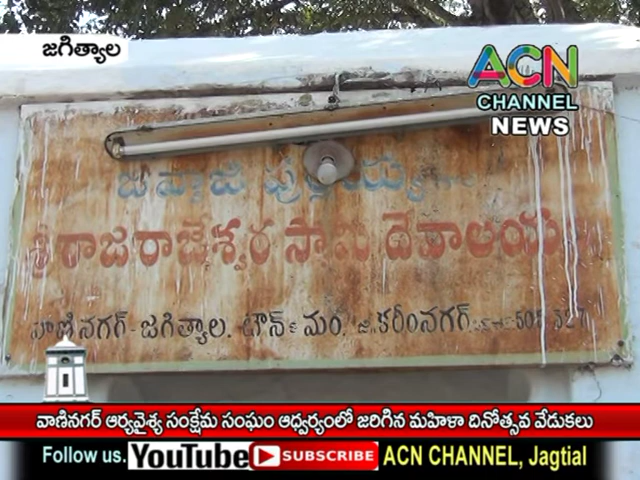 జగిత్యాల
ACN
CHANNEL
NEWS
శ్రీ రాజరాజేశ్వర సామి దేవాలయము
వాణినగర్ - జగిత్యాల. టౌన్ & మం. జి. కరీంనగర్
వాణినగర్ ఆర్యవైశ్య సంక్షేమ సంఘం ఆధ్వర్యంలో జరిగిన మహిళా దినోత్సవ వేడుకలు
Follow us. YouTube SUBSCRIBE ACN CHANNEL, Jagtial